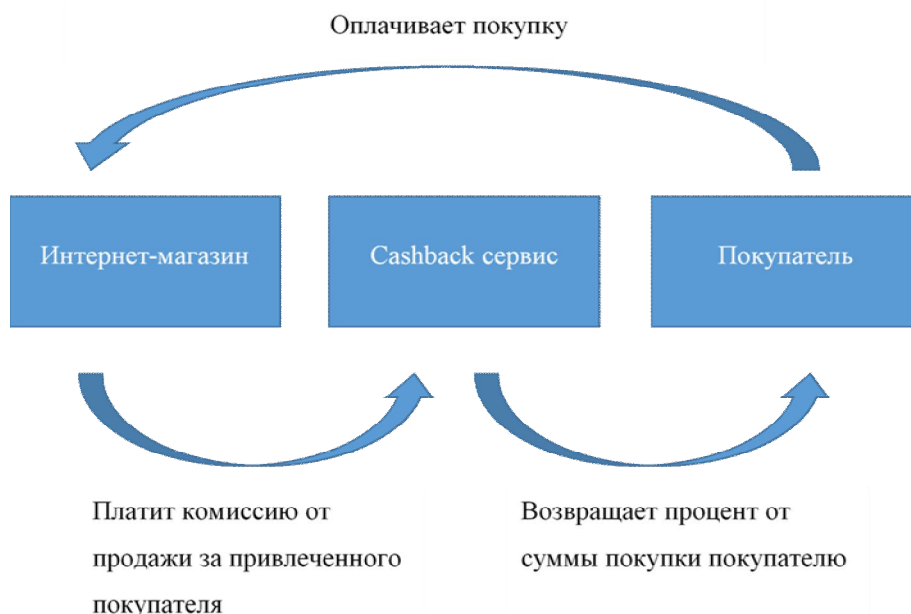 Оплачивает покупку
Интернет-магазин
Cashback сервис
Покупатель
Платит комиссию от
продажи за привлеченного
покупателя
Возвращает процент от
суммы покупки покупателю